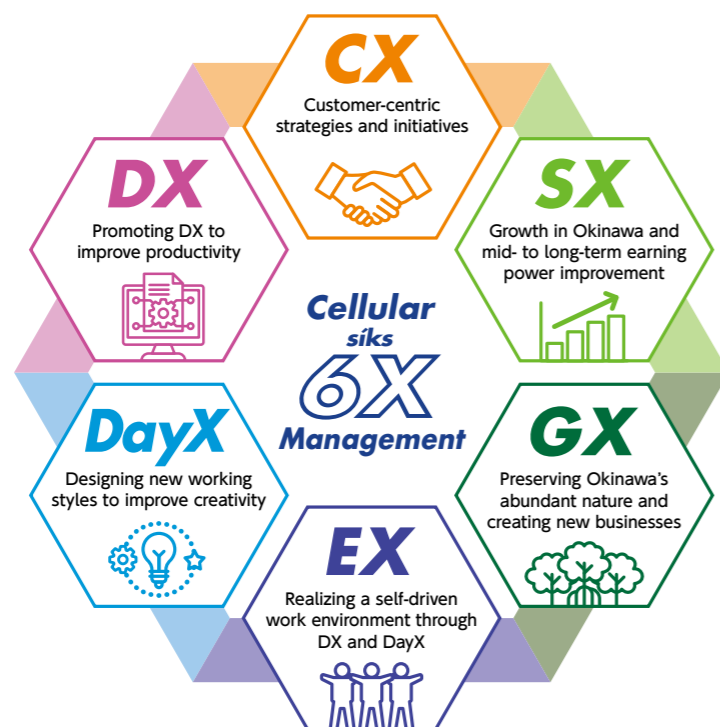 CX
Customer-centric
strategies and initiatives
DX
Promoting DX to
improve productivity
SX
Growth in Okinawa and
mid- to long-term earning
power improvement
Cellular
síks
6X
Management
DayX
Designing new working
styles to improve creativity
GX
Preserving Okinawa's
abundant nature and
creating new businesses
EX
Realizing a self-driven
work environment through
DX and DayX